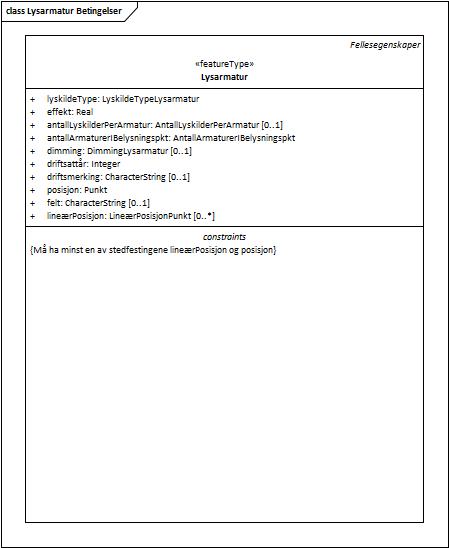 class Lysarmatur Betingelser
Fellesegenskaper
«featureType»
Lysarmatur
+ lyskildeType: LyskildeTypeLysarmatur
+ effekt: Real
+ antallLyskilderPerArmatur: AntallLyskilderPerArmatur [0..1]
+ antallArmaturerIBelysningspkt: AntallArmaturerIBelysningspkt
+ dimming: DimmingLysarmatur [0..1]
+ driftsattår: Integer
+ driftsmerking: CharacterString [0..1]
+ posisjon: Punkt
+ felt: CharacterString [0..1]
+ lineærPosisjon: LineærPosisjonPunkt [0..*]
constraints
{Må ha minst en av stedfestingene lineærPosisjon og posisjon}